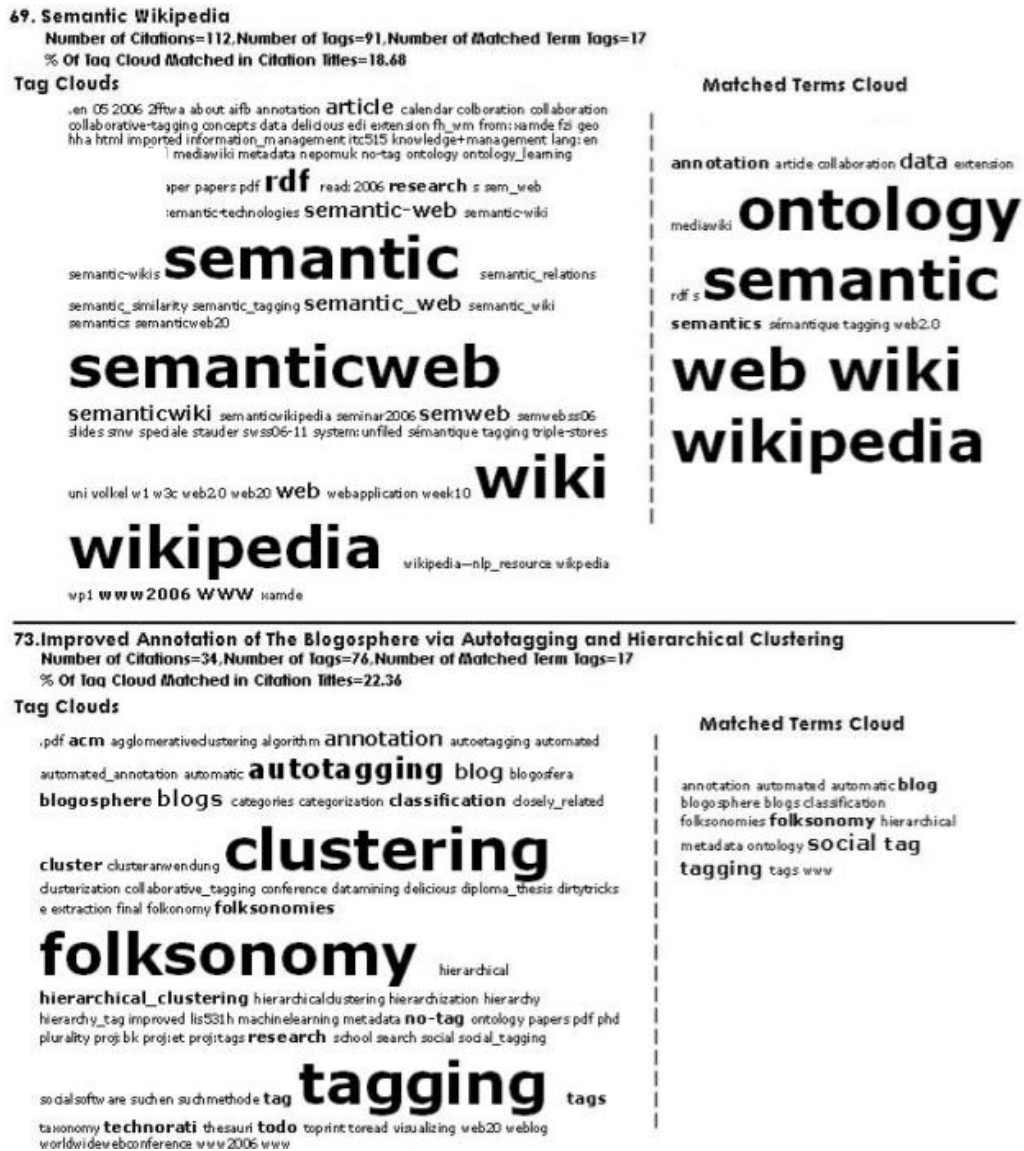 69. Semantic Wikipedia
Number of Citations=112,Number of Tags=91,Number of Matched Term Tags=17
% Of Tag Cloud Matched in Citation Titles=18.68
Tag Clouds
.en 05 2006 2fftwa about aifb annotation article calendar colboration collaboration
collaborative-tagging concepts data delicious edi extension fh_wm from:xamde fzi geo
hha html imported information_management itc515 knowledge+management lang:en
mediawiki metadata nepomuk no-tag ontology ontology_learning
aper papers pdf rdf read:2006 research s sem_web
emantic-technologies semantic-web semantic-wiki
semantic-wikis semantic semantic_relations
semantic_similarity semantic_tagging semantic_web semantic_wiki
semantics semanticweb20
semanticweb
semanticwiki semanticwikipedia seminar2006 semweb semwebss06
slides smw speciale stauder swss06-11 system:unfiled sémantique tagging triple-stores
uni volkel w1 w3c web2.0 web20 web webapplication week10 wiki
wikipedia wikipedia—nlp_resource wikpedia
wp1 www2006 www xamde
Matched Terms Cloud
annotation article collaboration data extension
mediawiki ontology
rdf s semantic
semantics sémantique tagging web2.0
web wiki
wikipedia
73.Improved Annotation of The Blogosphere via Autotagging and Hierarchical Clustering
Number of Citations=34,Number of Tags=76,Number of Matched Term Tags=17
% Of Tag Cloud Matched in Citation Titles=22.36
Tag Clouds
.pdf acm agglomerativeclustering algorithm annotation autoetagging automated
automated_annotation automatic autotagging blog blogosfera
blogosphere blogs categories categorization classification closely_related
cluster clusteranwendung clustering
clusterization collaborative_tagging conference datamining delicious diploma_thesis dirtytricks
e extraction final folkonomy folksonomies
folksonomy hierarchical
hierarchical_clustering hierarchicalclustering hierarchization hierarchy
hierarchy_tag improved lis531h machinelearning metadata no-tag ontology papers pdf phd
plurality proj:bk proj:et proj:tags research school search social social_tagging
socialsoftware suchen suchmethode tag tagging tags
taxonomy technorati thesauri todo toprint toread visualizing web20 weblog
worldwidewebconference www2006 www
Matched Terms Cloud
annotation automated automatic blog
blogosphere blogs classification
folksonomies folksonomy hierarchical
metadata ontology social tag
tagging tags www